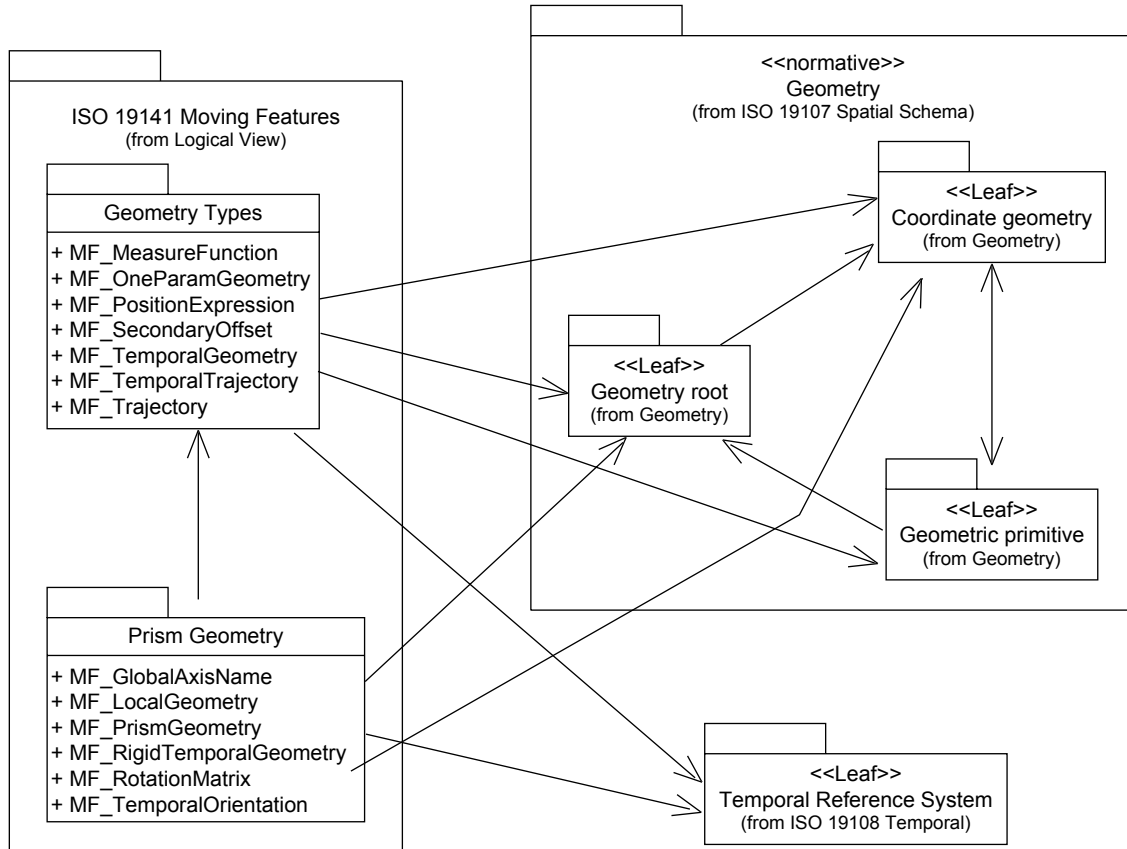 ISO 19141 Moving Features
(from Logical View)
Geometry Types
+ MF_MeasureFunction
+ MF_OneParamGeometry
+ MF_PositionExpression
+ MF_SecondaryOffset
+ MF_TemporalGeometry
+ MF_TemporalTrajectory
+ MF_Trajectory
Prism Geometry
+ MF_GlobalAxisName
+ MF_LocalGeometry
+ MF_PrismGeometry
+ MF_RigidTemporalGeometry
+ MF_RotationMatrix
+ MF_TemporalOrientation
<<normative>>
Geometry
(from ISO 19107 Spatial Schema)
<<Leaf>>
Coordinate geometry
(from Geometry)
<<Leaf>>
Geometry root
(from Geometry)
<<Leaf>>
Geometric primitive
(from Geometry)
<<Leaf>>
Temporal Reference System
(from ISO 19108 Temporal)